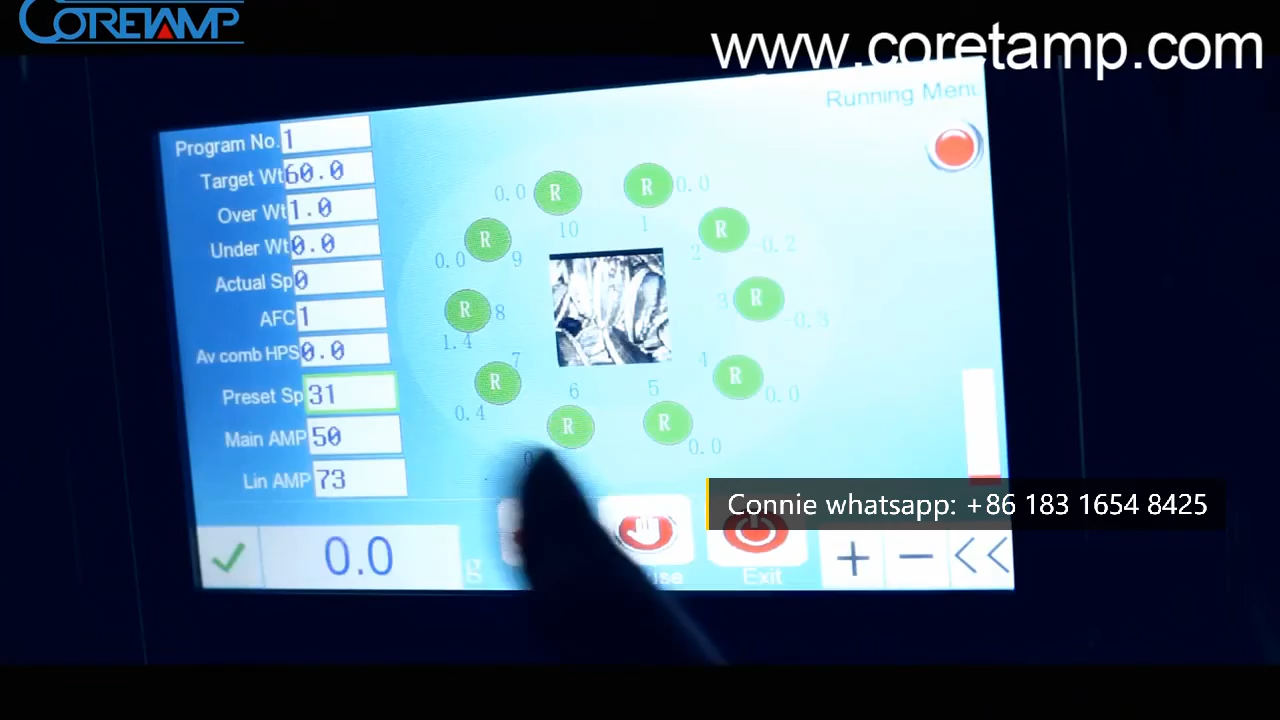 CORETAMP
www.coretamp.com
Running Menu
Program No. 1
Target Wt 60.0
Over Wt 1.0
Under Wt 0.0
Actual Sp 0
AFC 1
Av comb HPS 0.0
Preset Sp 31
Main AMP 50
Lin AMP 73
0.0 R R 0.0
10 1
R R
0.0 9 2 -0.2
R 8 3 R
1.4 -0.3
7 4
R R
0.4 6 5 0.0
R R
0.0
Connie whatsapp: +86 183 1654 8425
0.0 g
Exit
+ − <<